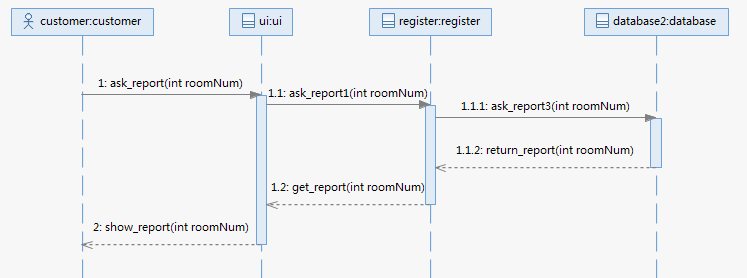 customer:customer
ui:ui
register:register
database2:database
1: ask_report(int roomNum)
1.1: ask_report1(int roomNum)
1.1.1: ask_report3(int roomNum)
1.1.2: return_report(int roomNum)
1.2: get_report(int roomNum)
2: show_report(int roomNum)